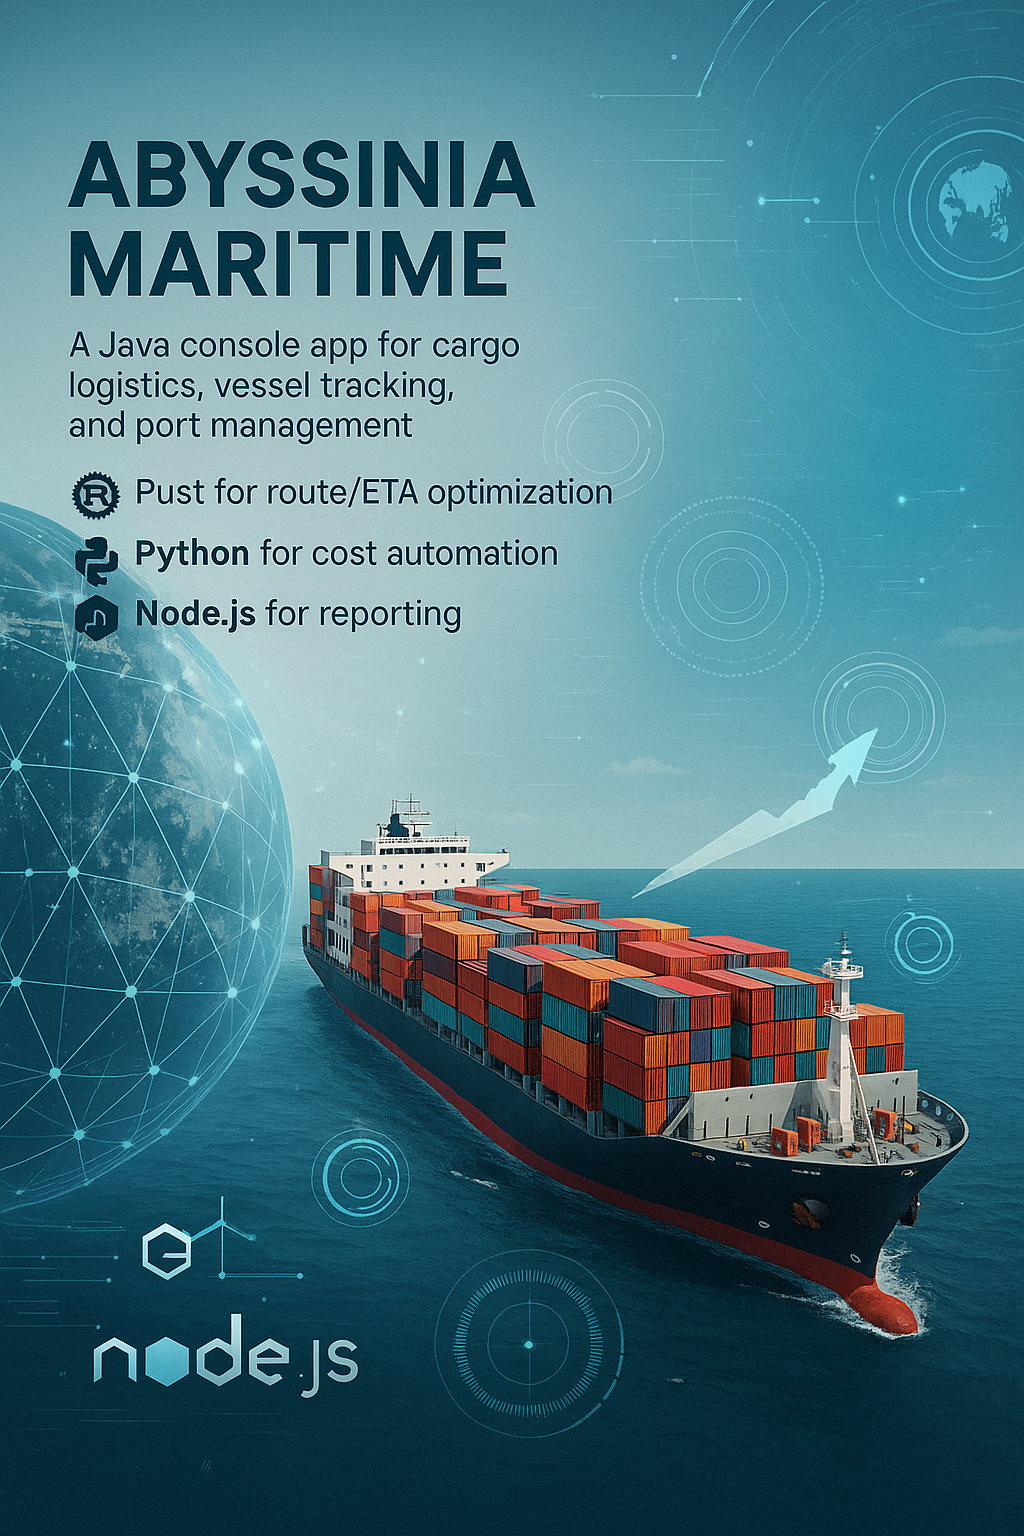 ABYSSINIA
MARITIME
A Java console app for cargo
logistics, vessel tracking,
and port management
R Pust for route/ETA optimization
Python for cost automation
Node.js for reporting
node.js